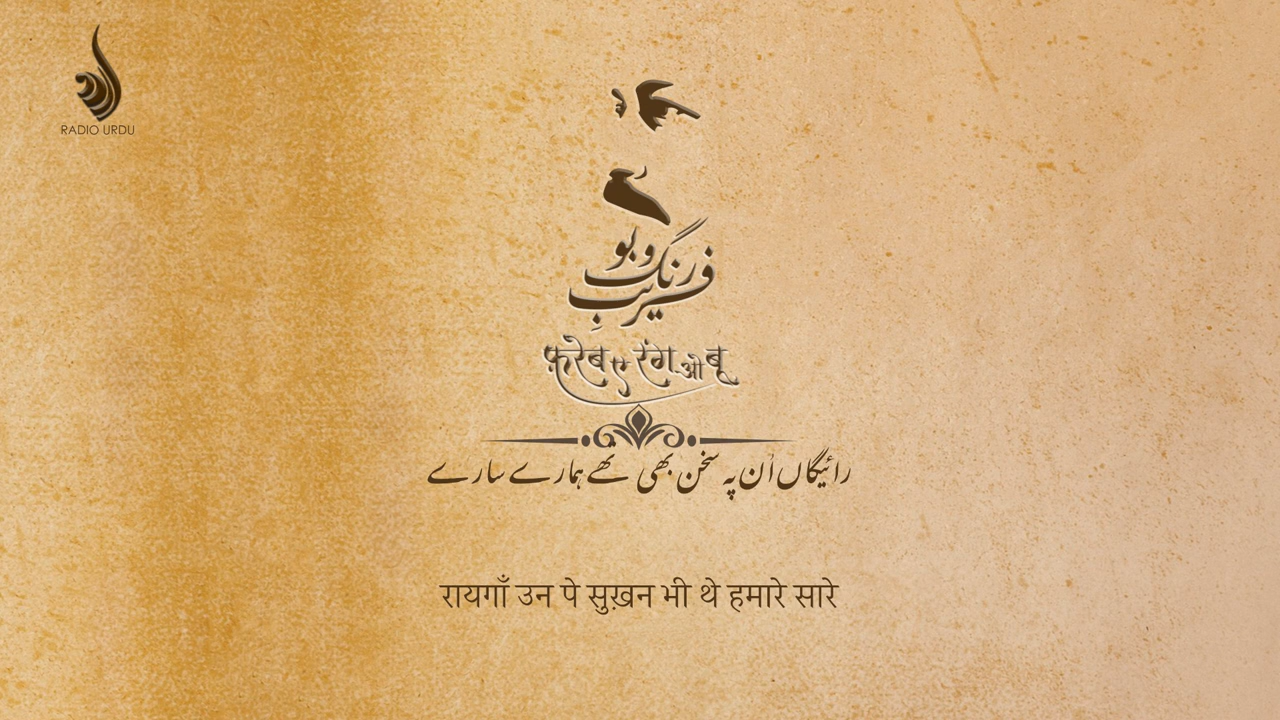 RADIO URDU
فریبِ رنگ و بو
फ़रेब ए रंग-ओ बू
رائیگاں اُن پہ سخن بھی تھے ہمارے سارے
रायगाँ उन पे सुख़न भी थे हमारे सारे